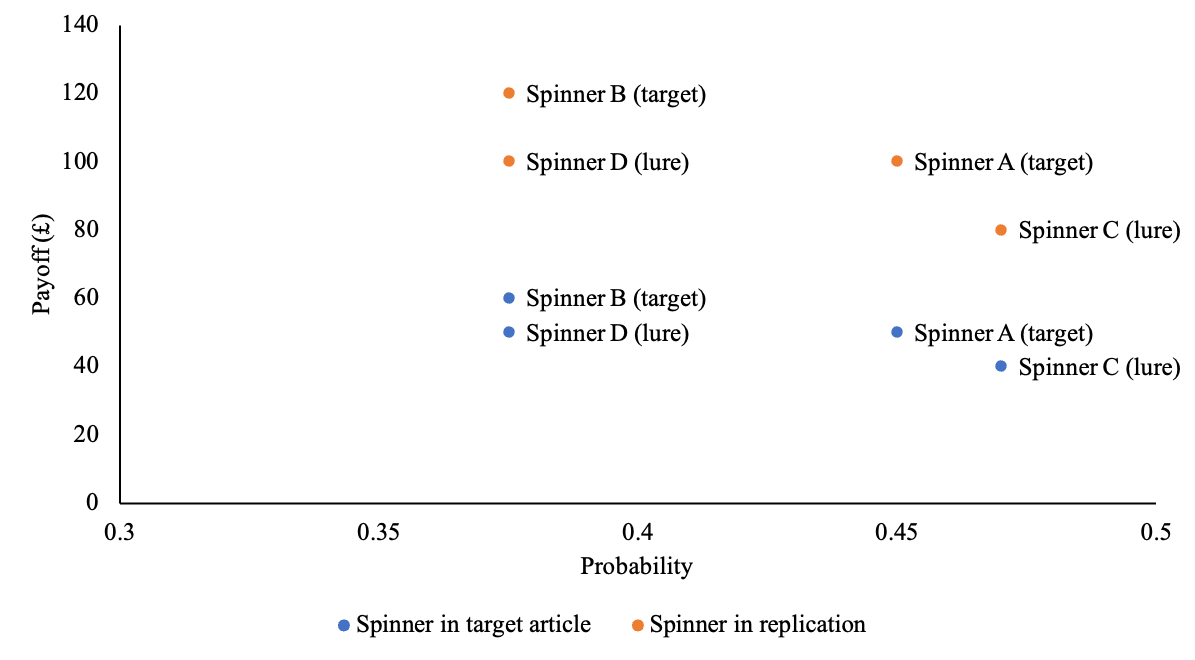 140
120
Spinner B (target)
100
Spinner D (lure)
Spinner A (target)
80
Spinner C (lure)
Payoff (£)
60
Spinner B (target)
Spinner D (lure)
Spinner A (target)
40
Spinner C (lure)
20
0
0.3 0.35 0.4 0.45 0.5
Probability
Spinner in target article Spinner in replication